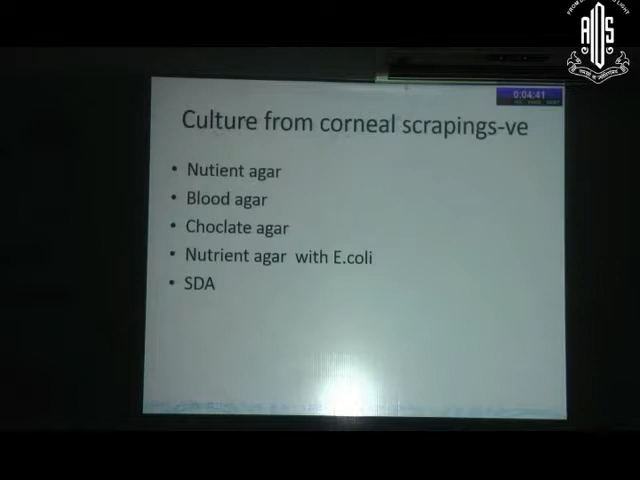 AIOS
0:04:41
Culture from corneal scrapings-ve
• Nutient agar
• Blood agar
• Choclate agar
• Nutrient agar with E.coli
• SDA